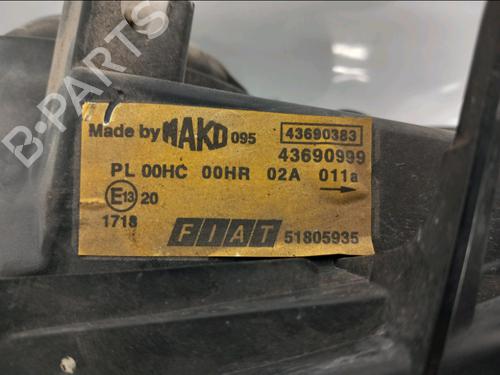 B-PARTS
Made by MAKO 095 43690383
43690999
PL 00HC 00HR 02A 011a
E13 20
1718
FIAT 51805935